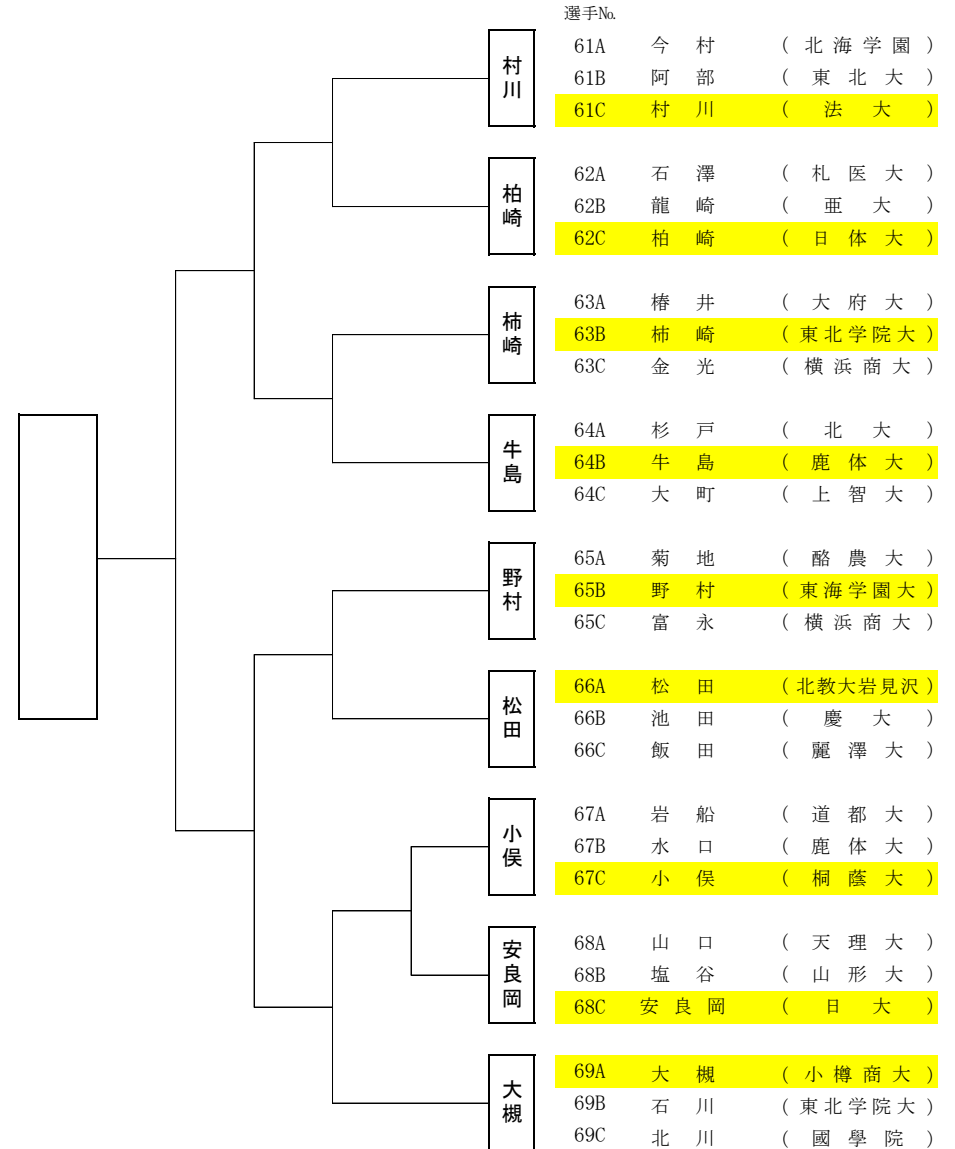 選手№
村川
61A 今村 (北海学園)
61B 阿部 (東北大)
61C 村川 (法大)
柏崎
62A 石澤 (札医大)
62B 龍崎 (亜大)
62C 柏崎 (日体大)
柿崎
63A 椿井 (大府大)
63B 柿崎 (東北学院大)
63C 金光 (横浜商大)
牛島
64A 杉戸 (北大)
64B 牛島 (鹿体大)
64C 大町 (上智大)
野村
65A 菊地 (酪農大)
65B 野村 (東海学園大)
65C 富永 (横浜商大)
松田
66A 松田 (北教大岩見沢)
66B 池田 (慶大)
66C 飯田 (麗澤大)
小俣
67A 岩船 (道都大)
67B 水口 (鹿体大)
67C 小俣 (桐蔭大)
安良岡
68A 山口 (天理大)
68B 塩谷 (山形大)
68C 安良岡 (日大)
大槻
69A 大槻 (小樽商大)
69B 石川 (東北学院大)
69C 北川 (國學院)